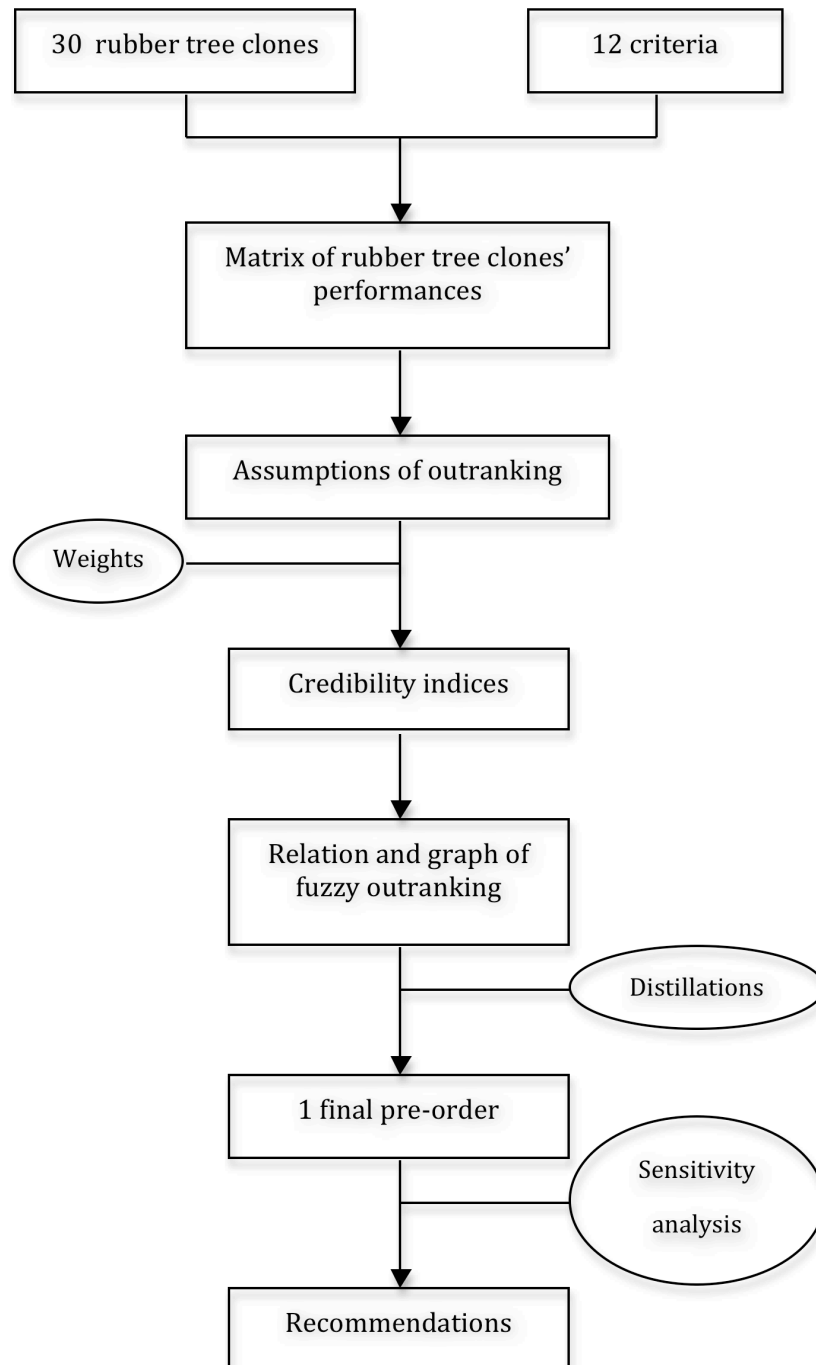 30 rubber tree clones
12 criteria
Matrix of rubber tree clones’
performances
Assumptions of outranking
Weights
Credibility indices
Relation and graph of
fuzzy outranking
Distillations
1 final pre-order
Sensitivity
analysis
Recommendations